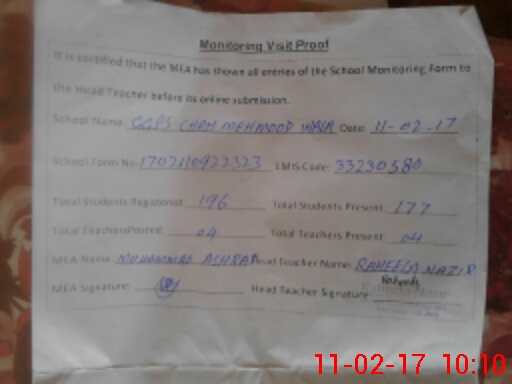 Monitoring Visit Proof
It is certified that the MEA has shown all entries of the School Monitoring Form to
the Head Teacher before its online submission.
School Name: GGPS CHAH MEHMOOD WALA Date: 11-02-17
School Form No: 1702110922323 EMIS Code: 33230580
Total Students Registered: 196 Total Students Present: 177
Total Teachers Posted: 04 Total Teachers Present: 04
MEA Name: MUHAMMAD Head Teacher Name: RAHEELA NAZIR
MEA Signature: Head Teacher Signature: Raheela
11-02-17 10:10